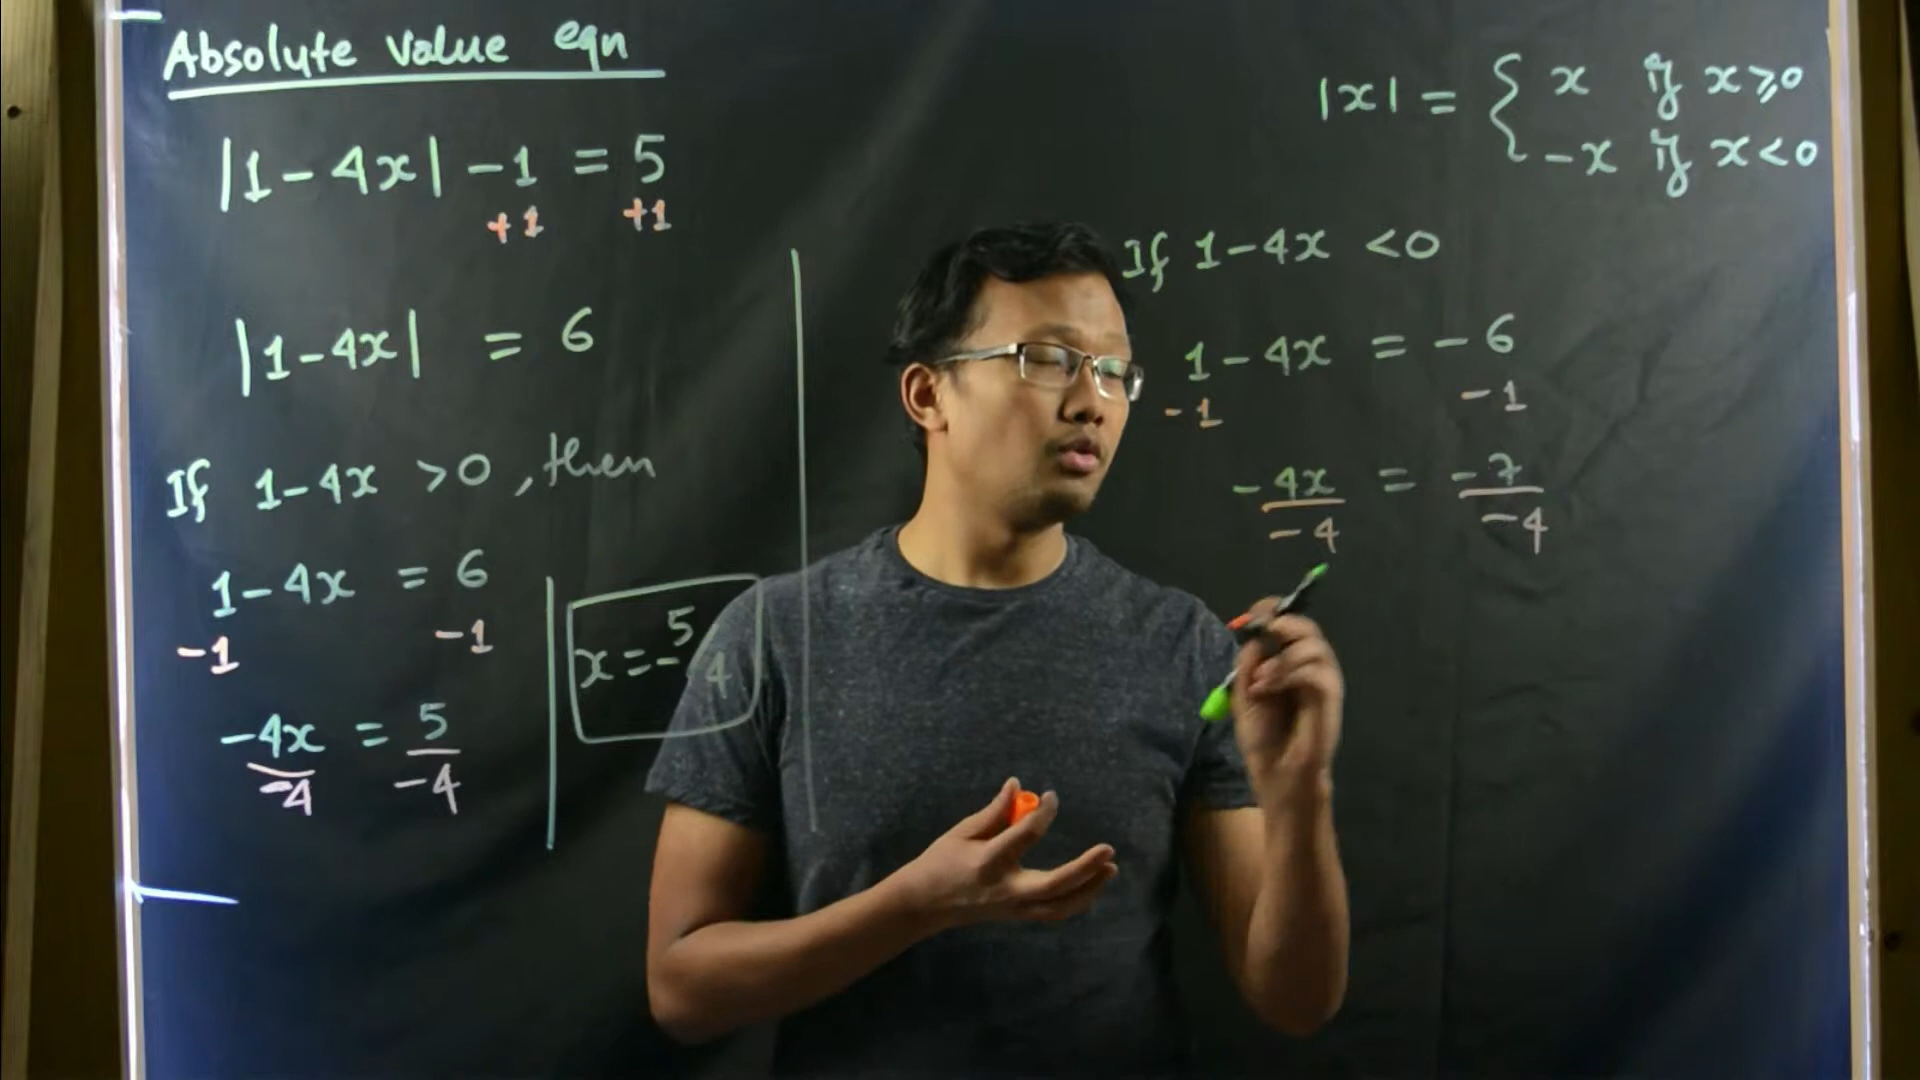 Absolute value eqn
|1-4x| -1 = 5
+1 +1
|1-4x| = 6
If 1-4x >0, then
1-4x = 6
-1 -1
-4x = 5
-4 -4
x = - 5
4
|x| = { x if x≥0
-x if x<0
If 1-4x <0
1-4x = -6
-1 -1
-4x = -7
-4 -4